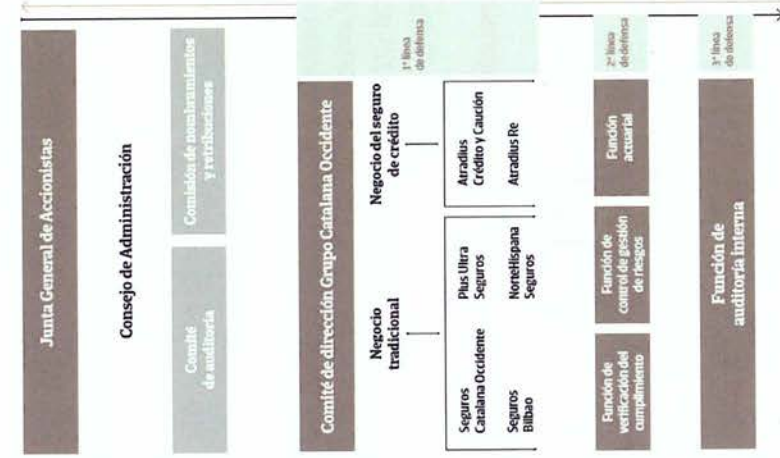 Junta General de Accionistas
Consejo de Administración
Comité
de auditoría
Comisión de nombramientos
y retribuciones
Comité de dirección Grupo Catalana Occidente
1ª línea
de defensa
Negocio
tradicional
Negocio del seguro
de crédito
Seguros
Catalana Occidente
Plus Ultra
Seguros
Seguros
Bilbao
NorteHispana
Seguros
Atradius
Crédito y Caución
Atradius Re
Función de
verificación del
cumplimiento
Función de
control de gestión
de riesgos
Función
actuarial
2ª línea
de defensa
Función de
auditoría interna
3ª línea
de defensa